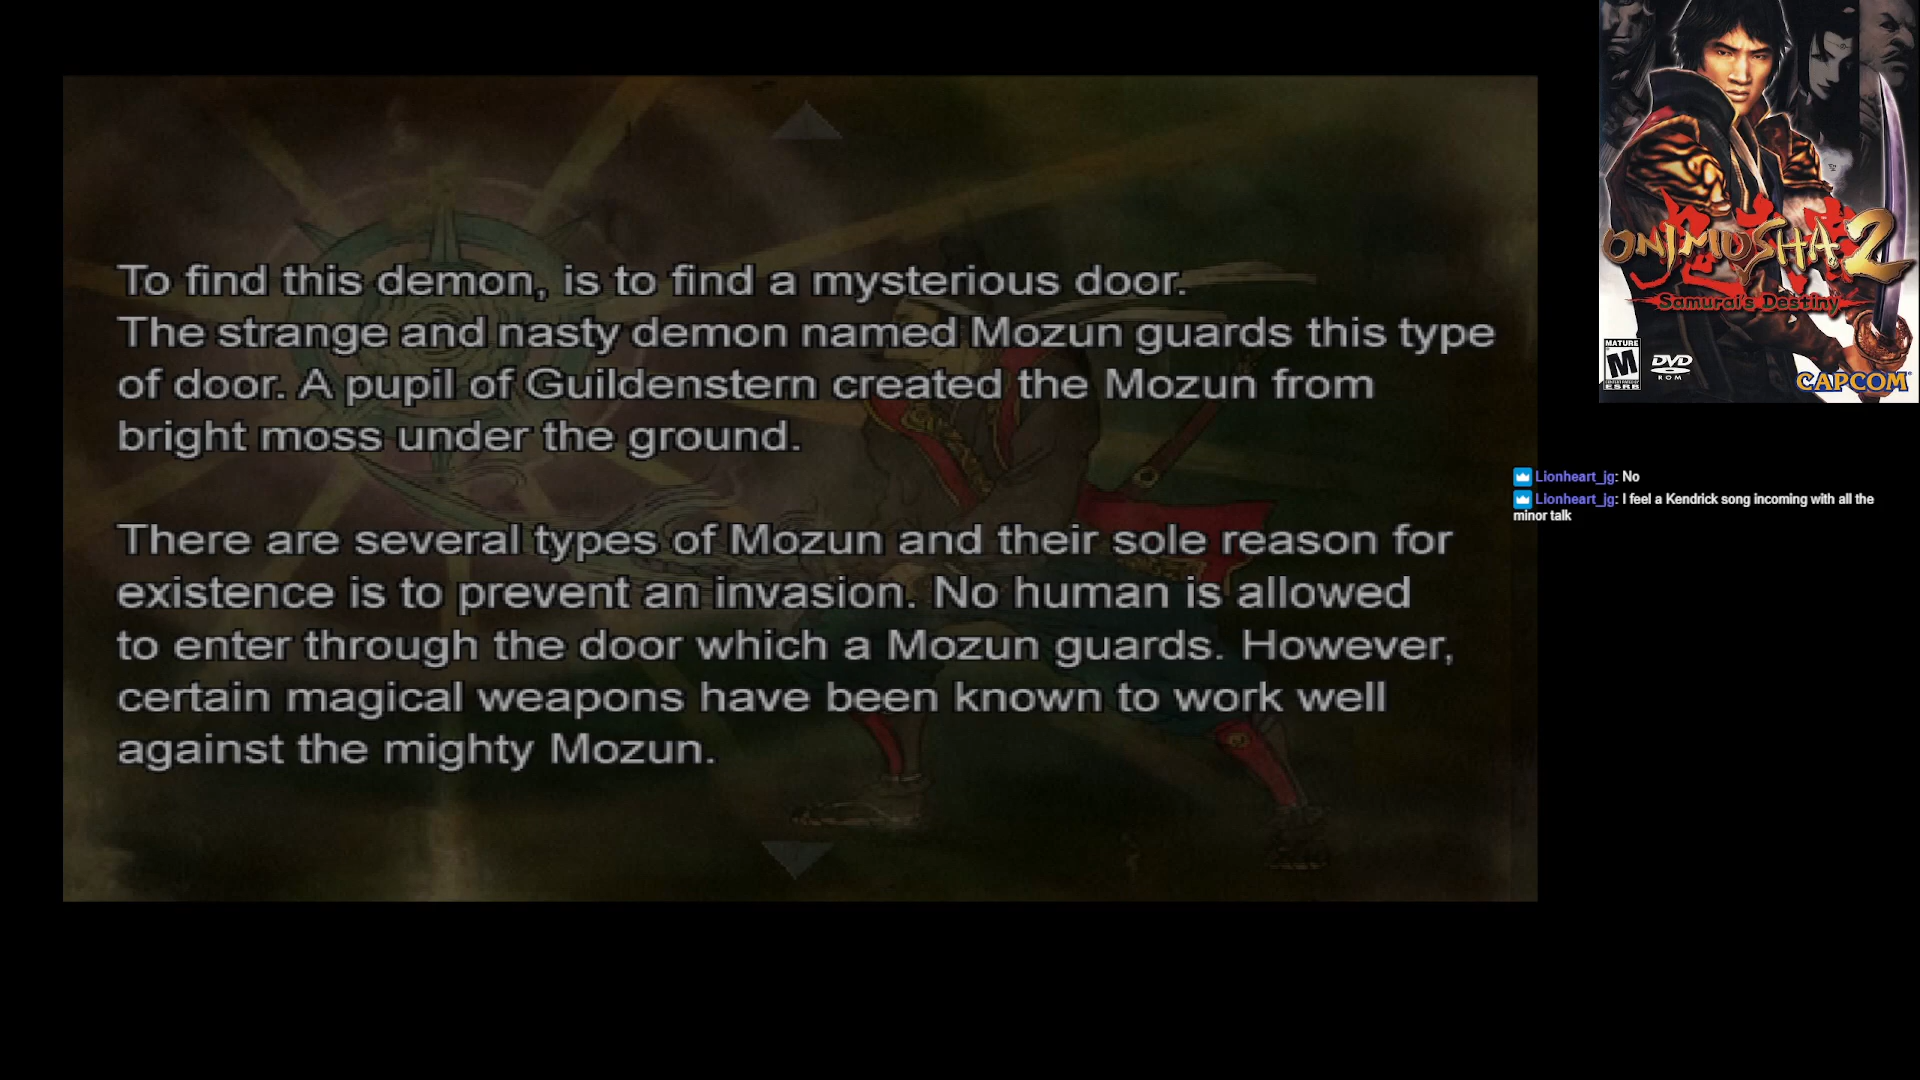 To find this demon, is to find a mysterious door.
The strange and nasty demon named Mozun guards this type
of door. A pupil of Guildenstern created the Mozun from
bright moss under the ground.
There are several types of Mozun and their sole reason for
existence is to prevent an invasion. No human is allowed
to enter through the door which a Mozun guards. However,
certain magical weapons have been known to work well
against the mighty Mozun.
ONIMUSHA 2
Samurai's Destiny
MATURE
M
ESRB
DVD
ROM
CAPCOM
Lionheart_jg: No
Lionheart_jg: I feel a Kendrick song incoming with all the
minor talk